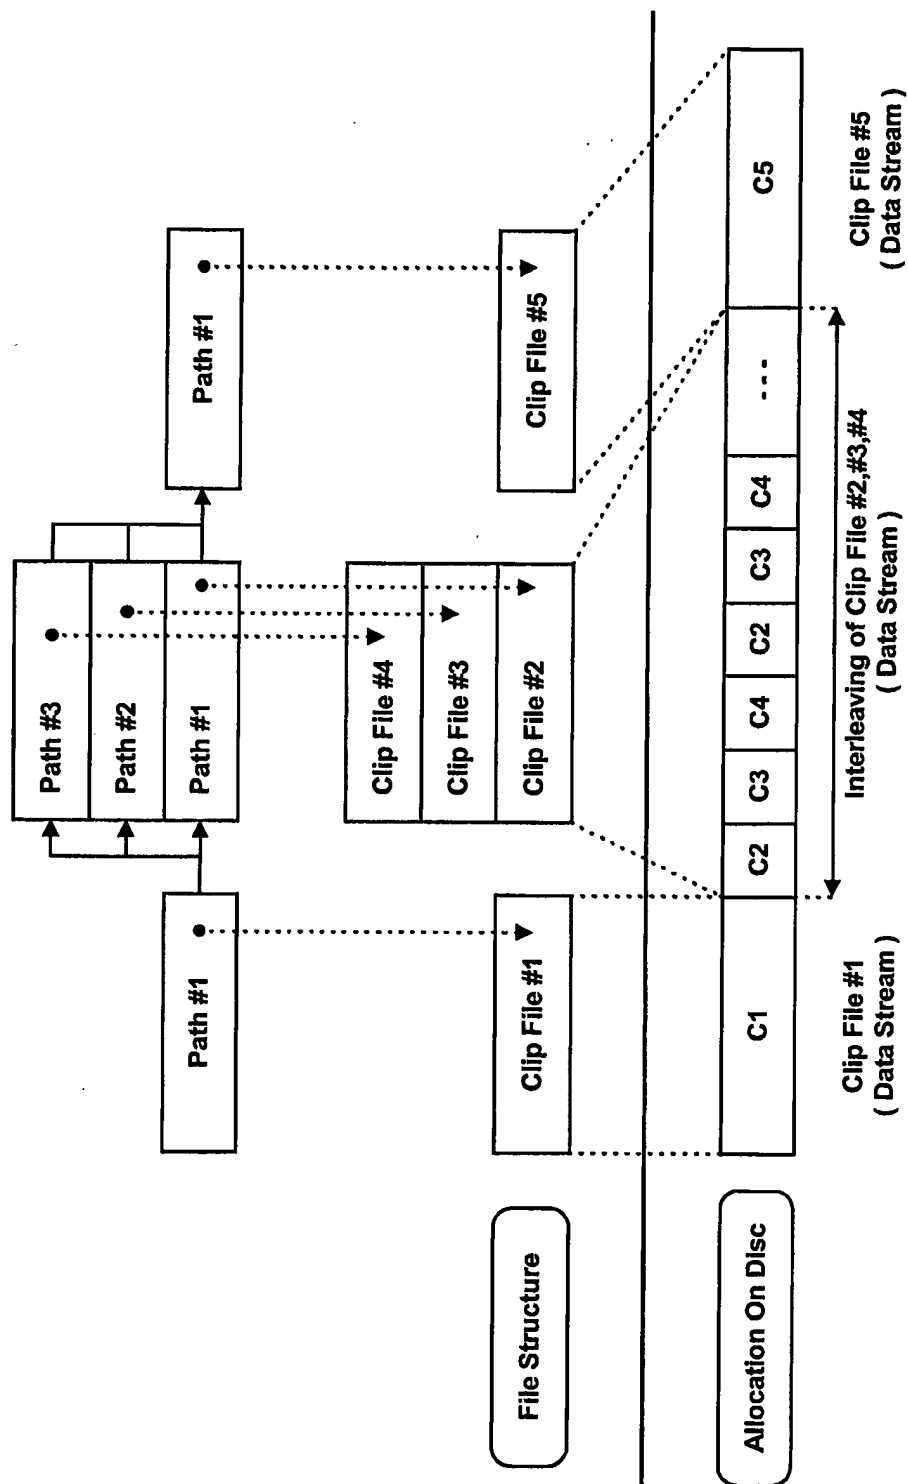 Path #3
Path #2
Path #1
Path #1
Path #1
Clip File #4
Clip File #3
File Structure
Clip File #1
Clip File #2
Clip File #5
Allocation On Disc
C1
C2
C3
C4
C2
C3
C4
---
C5
Clip File #1
( Data Stream )
Interleaving of Clip File #2,#3,#4
( Data Stream )
Clip File #5
( Data Stream )